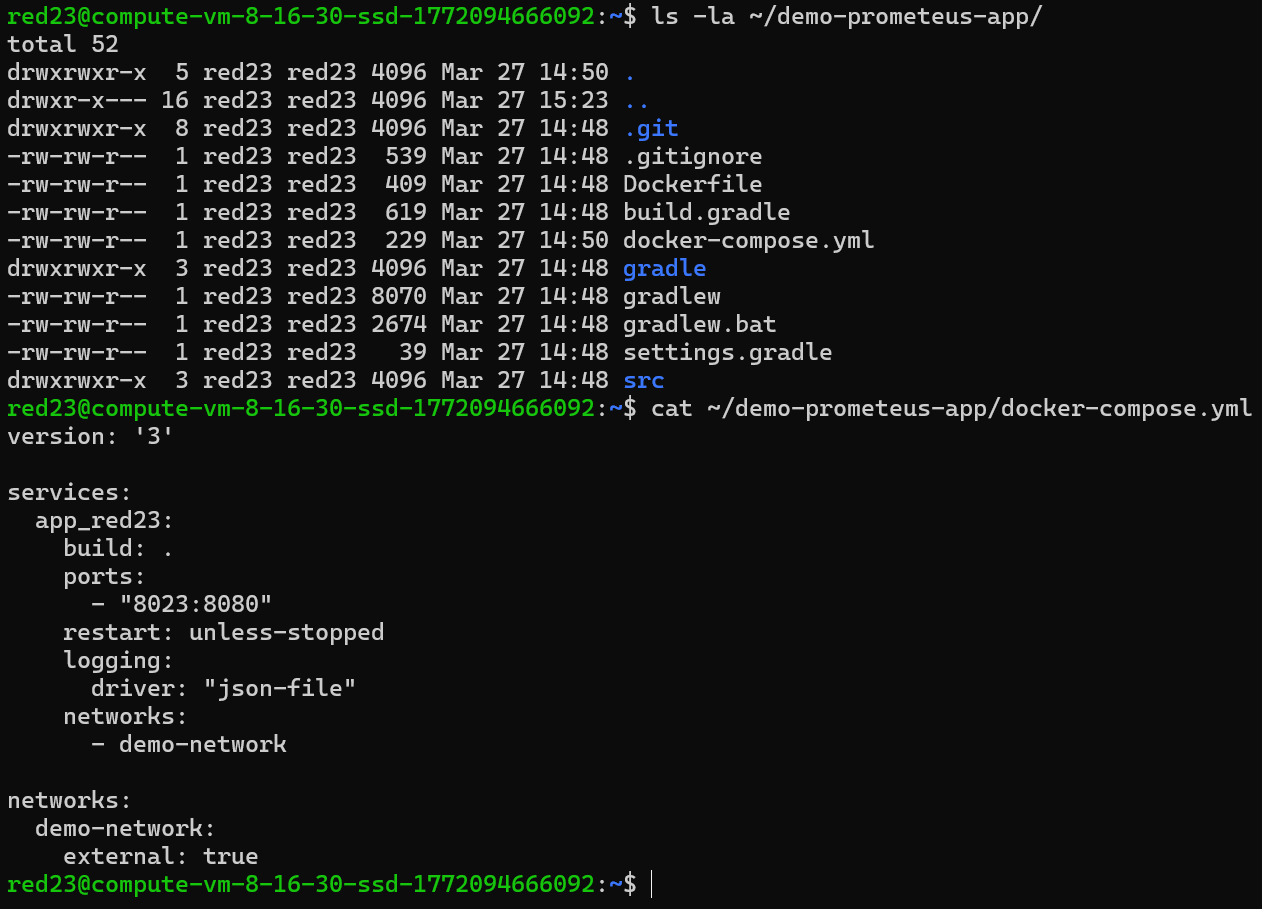 red23@compute-vm-8-16-30-ssd-1772094666092:~$ ls -la ~/demo-prometeus-app/
total 52
drwxrwxr-x  5 red23 red23 4096 Mar 27 14:50 .
drwxr-x--- 16 red23 red23 4096 Mar 27 15:23 ..
drwxrwxr-x  8 red23 red23 4096 Mar 27 14:48 .git
-rw-rw-r--  1 red23 red23  539 Mar 27 14:48 .gitignore
-rw-rw-r--  1 red23 red23  409 Mar 27 14:48 Dockerfile
-rw-rw-r--  1 red23 red23  619 Mar 27 14:48 build.gradle
-rw-rw-r--  1 red23 red23  229 Mar 27 14:50 docker-compose.yml
drwxrwxr-x  3 red23 red23 4096 Mar 27 14:48 gradle
-rw-rw-r--  1 red23 red23 8070 Mar 27 14:48 gradlew
-rw-rw-r--  1 red23 red23 2674 Mar 27 14:48 gradlew.bat
-rw-rw-r--  1 red23 red23   39 Mar 27 14:48 settings.gradle
drwxrwxr-x  3 red23 red23 4096 Mar 27 14:48 src
red23@compute-vm-8-16-30-ssd-1772094666092:~$ cat ~/demo-prometeus-app/docker-compose.yml
version: '3'

services:
  app_red23:
    build: .
    ports:
      - "8023:8080"
    restart: unless-stopped
    logging:
      driver: "json-file"
    networks:
      - demo-network

networks:
  demo-network:
    external: true
red23@compute-vm-8-16-30-ssd-1772094666092:~$